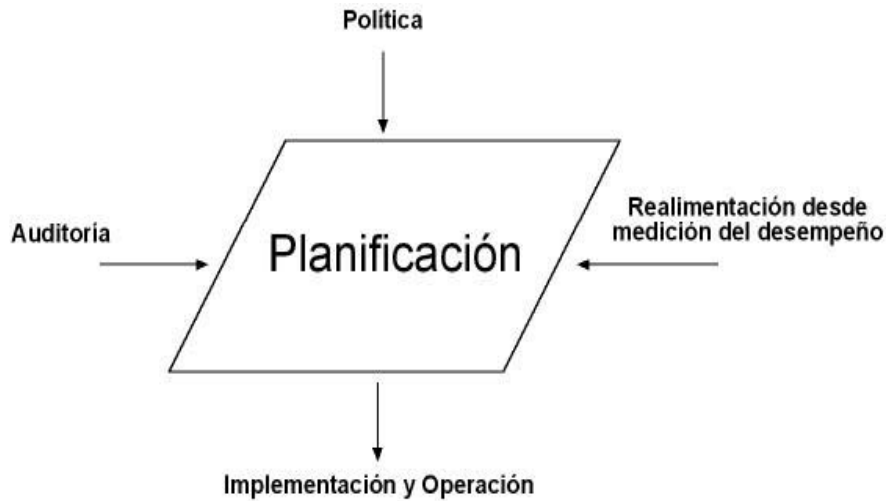 Política
Auditoria
Planificación
Realimentación desde
medición del desempeño
Implementación y Operación